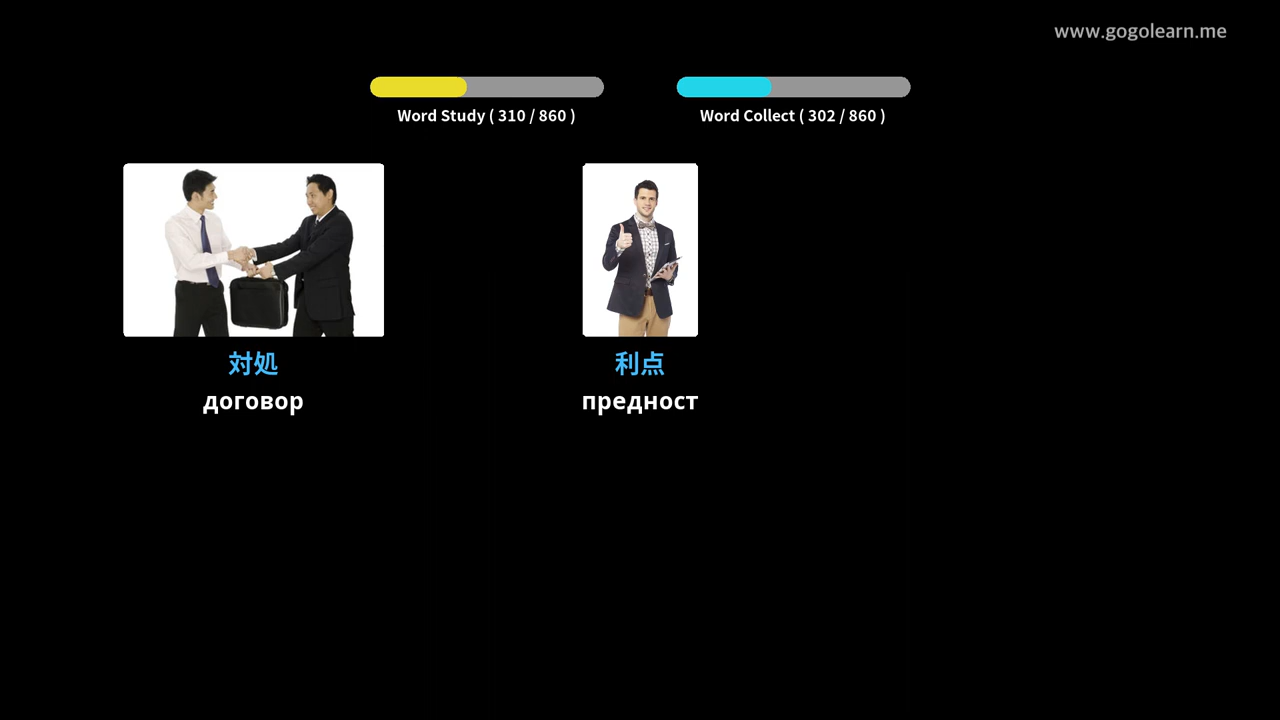 www.gogolearn.me
Word Study ( 310 / 860 )
Word Collect ( 302 / 860 )
対処
договор
利点
предност